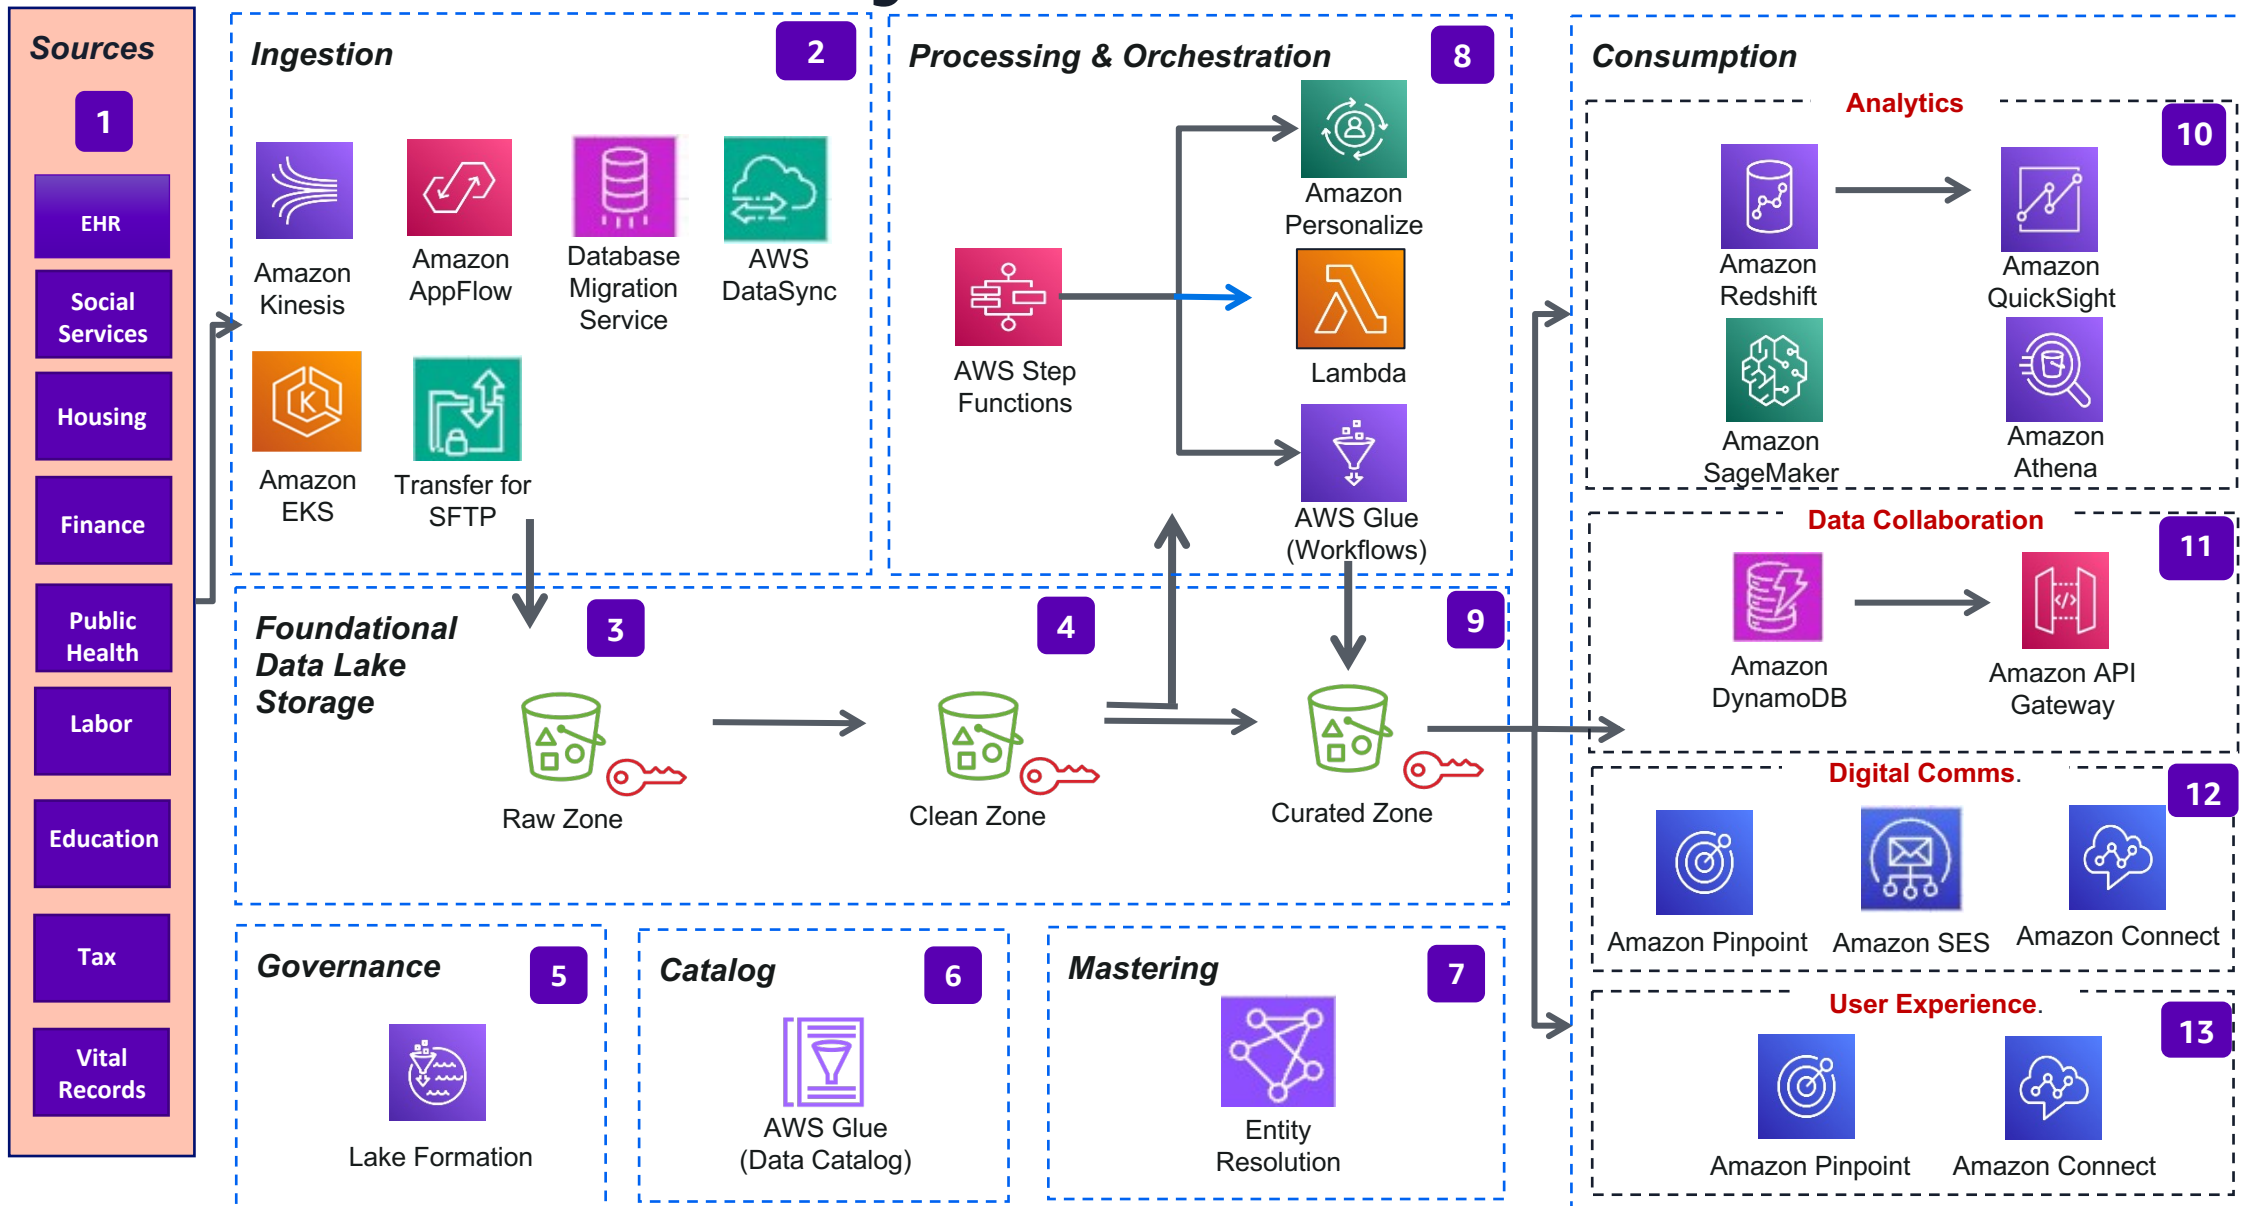 Sources
1
EHR
Social
Services
Housing
Finance
Public
Health
Labor
Education
Tax
Vital
Records
Ingestion
2
Amazon
Kinesis
Amazon
AppFlow
Database
Migration
Service
AWS
DataSync
K
Amazon
EKS
Transfer for
SFTP
Processing & Orchestration
8
AWS Step
Functions
Amazon
Personalize
Lambda
AWS Glue
(Workflows)
Foundational
Data Lake
Storage
3
4
9
Raw Zone
Clean Zone
Curated Zone
Governance
5
Lake Formation
Catalog
6
AWS Glue
(Data Catalog)
Mastering
7
Entity
Resolution
Consumption
Analytics
10
Amazon
Redshift
Amazon
QuickSight
Amazon
SageMaker
Amazon
Athena
Data Collaboration
11
Amazon
DynamoDB
</>
Amazon API
Gateway
Digital Comms.
12
Amazon Pinpoint
Amazon SES
Amazon Connect
User Experience.
13
Amazon Pinpoint
Amazon Connect